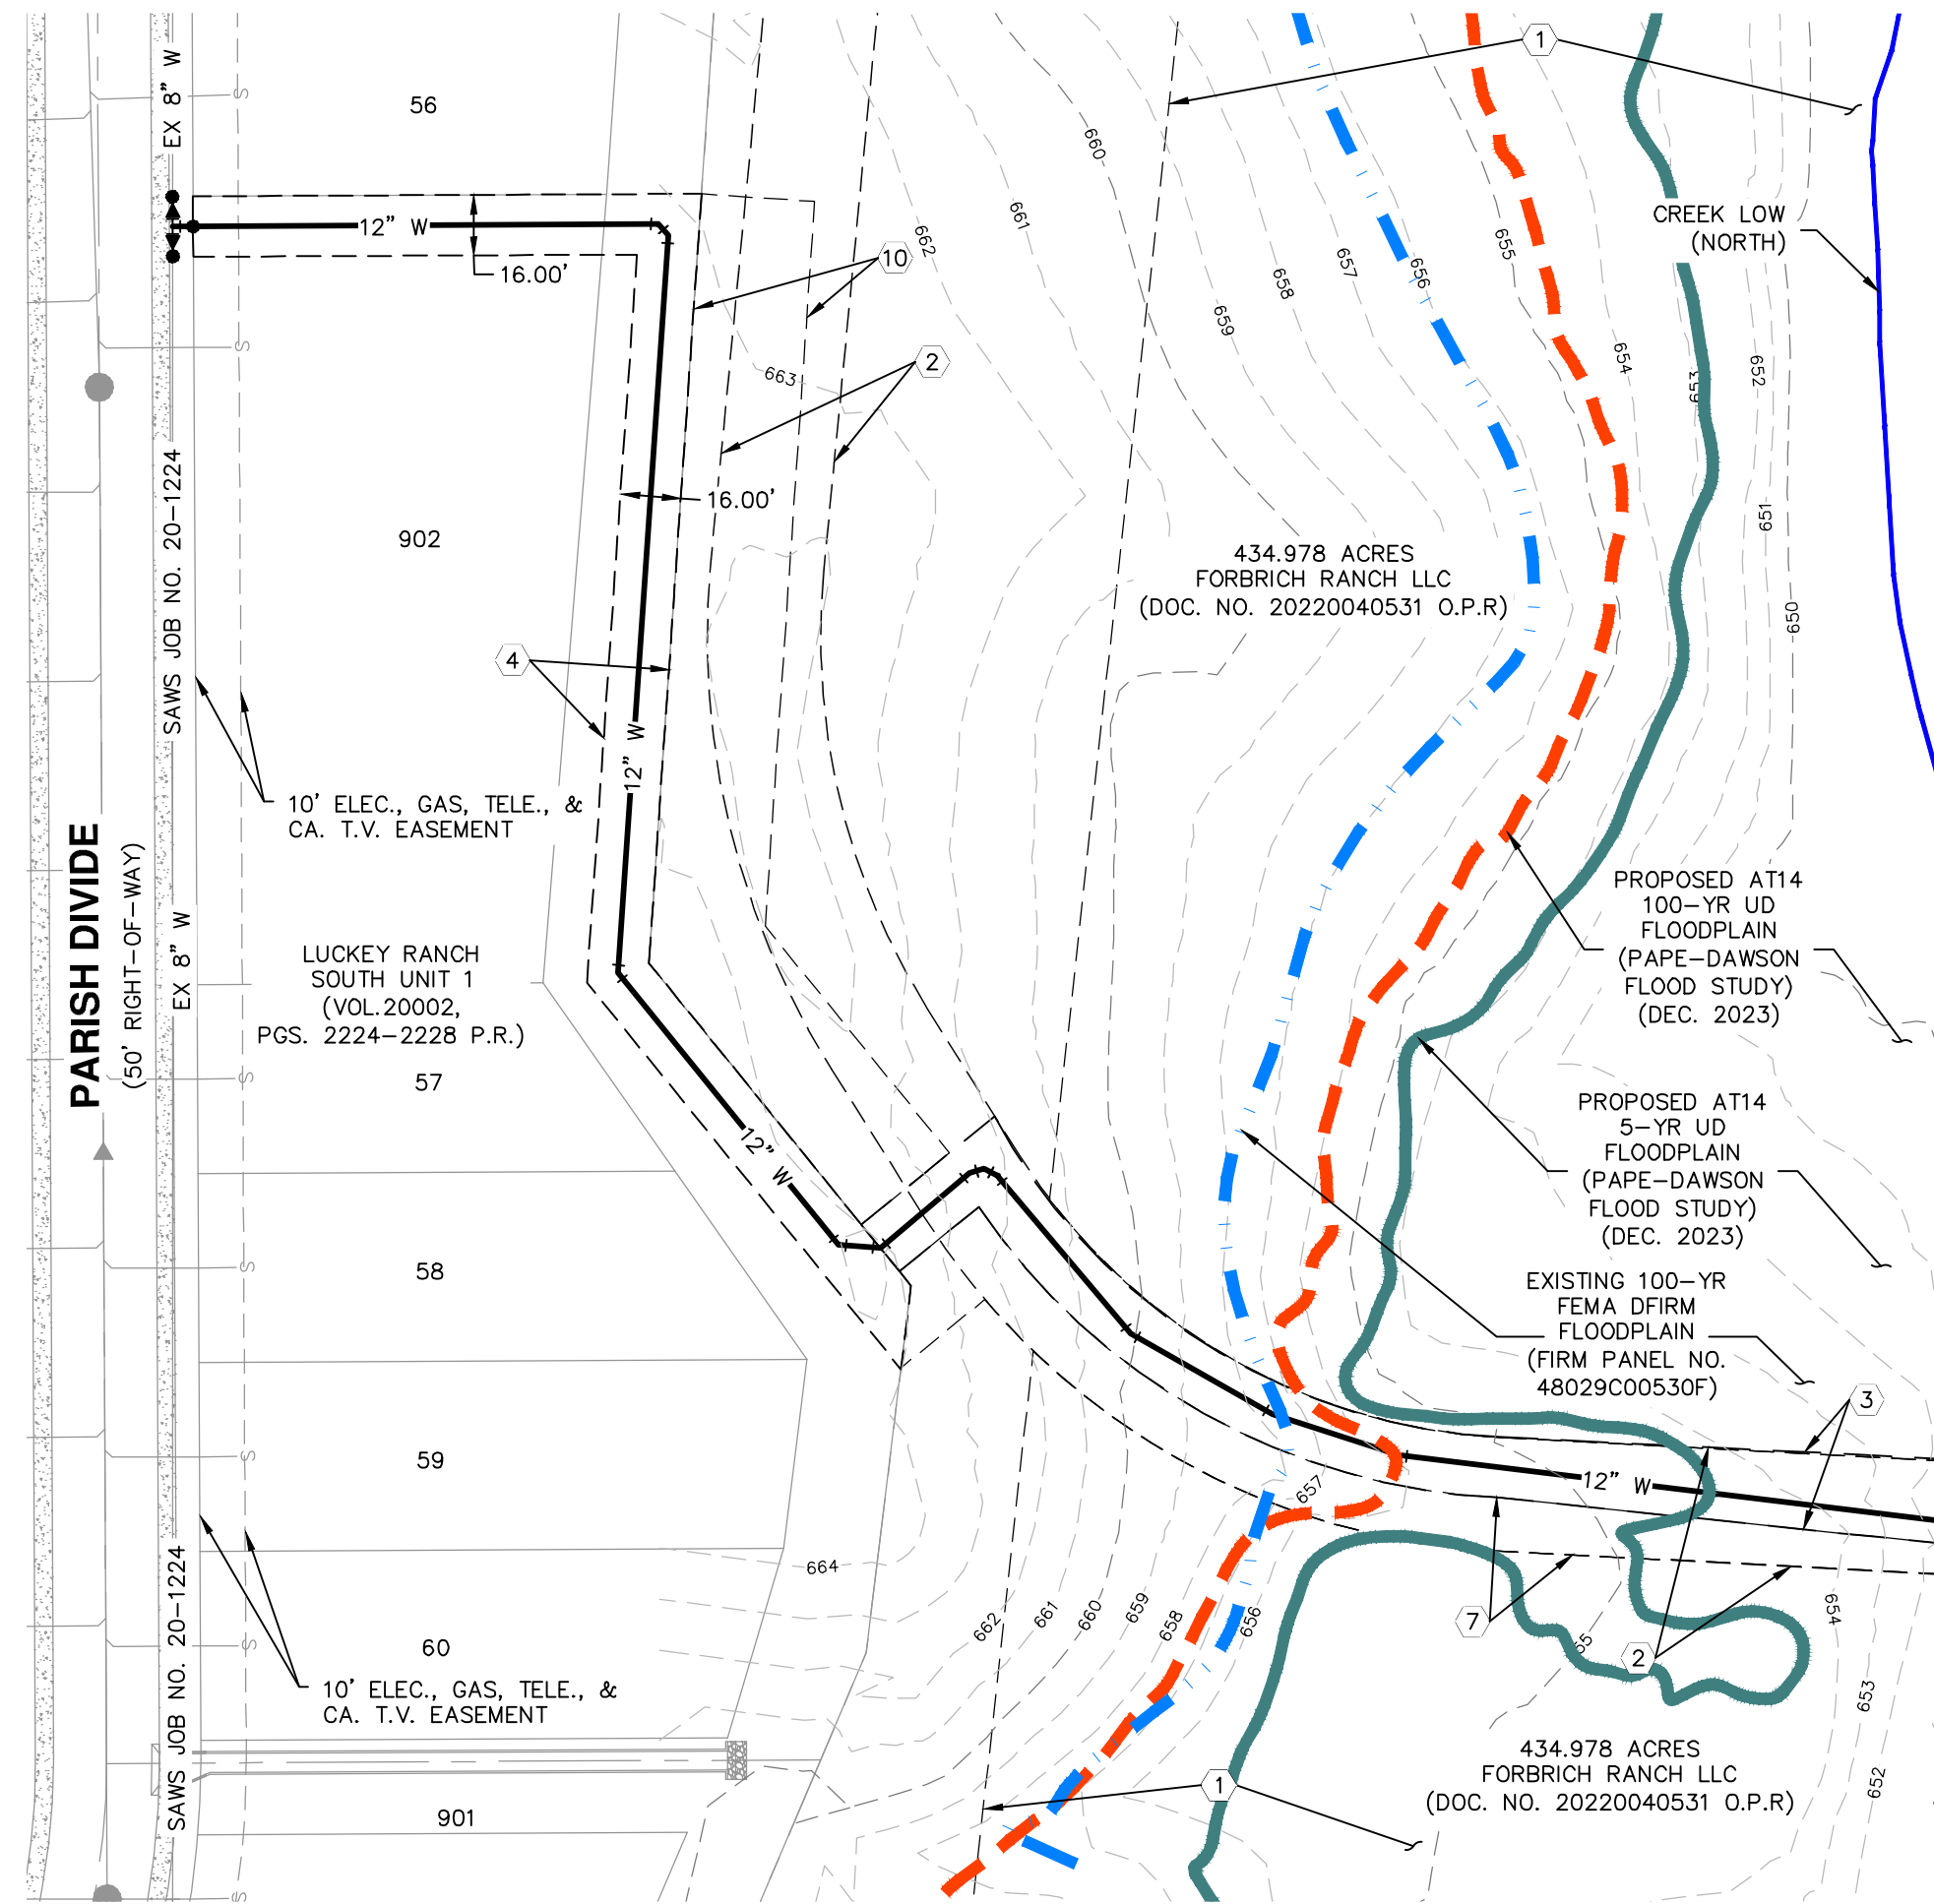 EX 8" W
56
1
660
661
662
CREEK LOW
(NORTH)
12" W
16.00'
10
655
656
657
658
659
654
653
652
663
2
16.00'
SAWS JOB NO. 20-1224
902
651
434.978 ACRES
FORBRICH RANCH LLC
(DOC. NO. 20220040531 O.P.R)
650
4
12" W
10' ELEC., GAS, TELE., &
CA. T.V. EASEMENT
PARISH DIVIDE
(50' RIGHT-OF-WAY)
EX 8" W
PROPOSED AT14
100-YR UD
FLOODPLAIN
(PAPE-DAWSON
FLOOD STUDY)
(DEC. 2023)
LUCKEY RANCH
SOUTH UNIT 1
(VOL.20002,
PGS. 2224-2228 P.R.)
57
12" W
PROPOSED AT14
5-YR UD
FLOODPLAIN
(PAPE-DAWSON
FLOOD STUDY)
(DEC. 2023)
58
EXISTING 100-YR
FEMA DFIRM
FLOODPLAIN
(FIRM PANEL NO.
48029C00530F)
3
59
12" W
657
664
662
661
660
659
658
656
7
55
2
654
653
652
SAWS JOB NO. 20-1224
60
10' ELEC., GAS, TELE., &
CA. T.V. EASEMENT
434.978 ACRES
FORBRICH RANCH LLC
(DOC. NO. 20220040531 O.P.R)
1
901
S
S
S
S
S
S
S